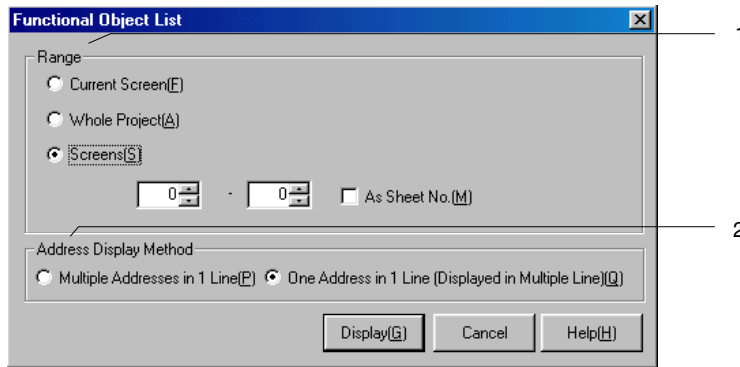 Functional Object List
Range
Current Screen(F)
Whole Project(A)
Screens(S)
0 - 0 As Sheet No.(M)
2
Address Display Method
Multiple Addresses in 1 Line(P) One Address in 1 Line (Displayed in Multiple Line)(Q)
Display(G) Cancel Help(H)